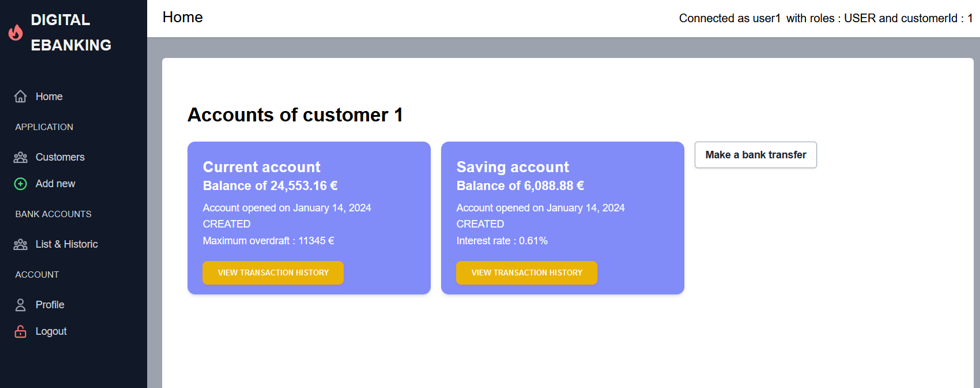 DIGITAL
EBANKING
Home
APPLICATION
Customers
Add new
BANK ACCOUNTS
List & Historic
ACCOUNT
Profile
Logout
Home
Connected as user1 with roles : USER and customerId : 1
Accounts of customer 1
Current account
Balance of 24,553.16 €
Account opened on January 14, 2024
CREATED
Maximum overdraft : 11345 €
VIEW TRANSACTION HISTORY
Saving account
Balance of 6,088.88 €
Account opened on January 14, 2024
CREATED
Interest rate : 0.61%
VIEW TRANSACTION HISTORY
Make a bank transfer